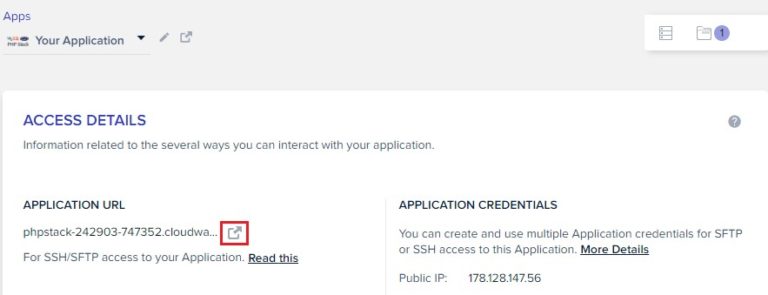 Apps
Your Application
1
ACCESS DETAILS
Information related to the several ways you can interact with your application.
APPLICATION URL
phpstack-242903-747352.cloudwa...
For SSH/SFTP access to your Application. Read this
APPLICATION CREDENTIALS
You can create and use multiple Application credentials for SFTP
or SSH access to this Application. More Details
Public IP: 178.128.147.56